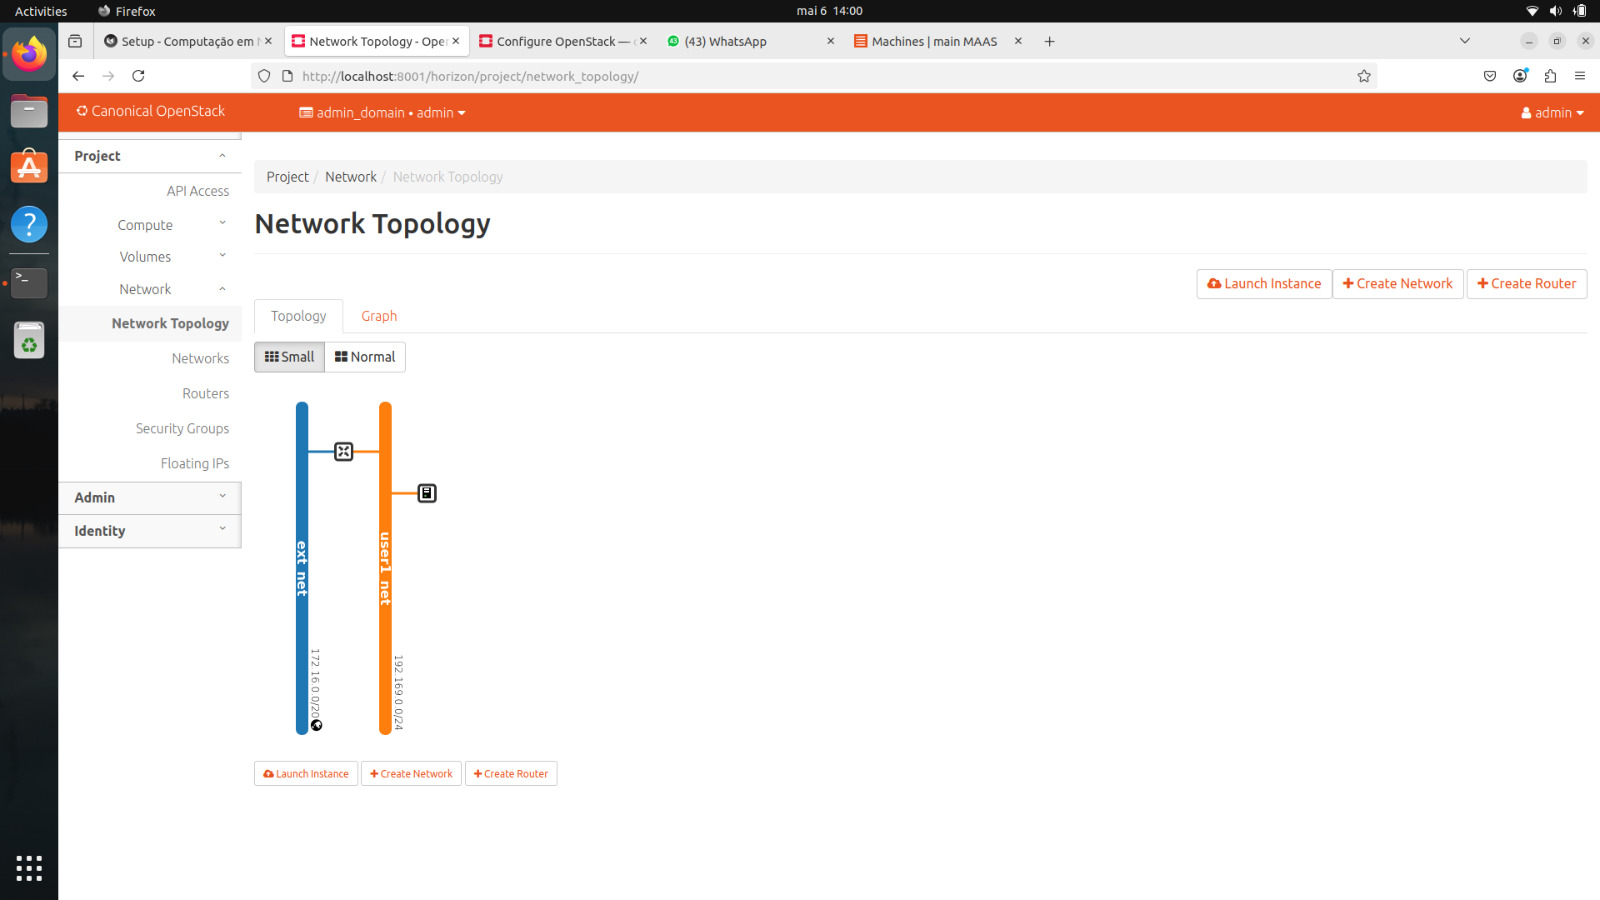 Activities
Firefox
mai 6 14:00
Setup - Computação em N
Network Topology - Ope
Configure OpenStack —
(43) WhatsApp
Machines | main MAAS
http://localhost:8001/horizon/project/network_topology/
Canonical OpenStack
admin_domain • admin
admin
Project
API Access
Compute
Volumes
Network
Network Topology
Networks
Routers
Security Groups
Floating IPs
Admin
Identity
Project / Network / Network Topology
Network Topology
Launch Instance
Create Network
Create Router
Topology
Graph
Small
Normal
ext_net
172.16.0.0/20
user1_net
192.169.0.0/24
Launch Instance
Create Network
Create Router